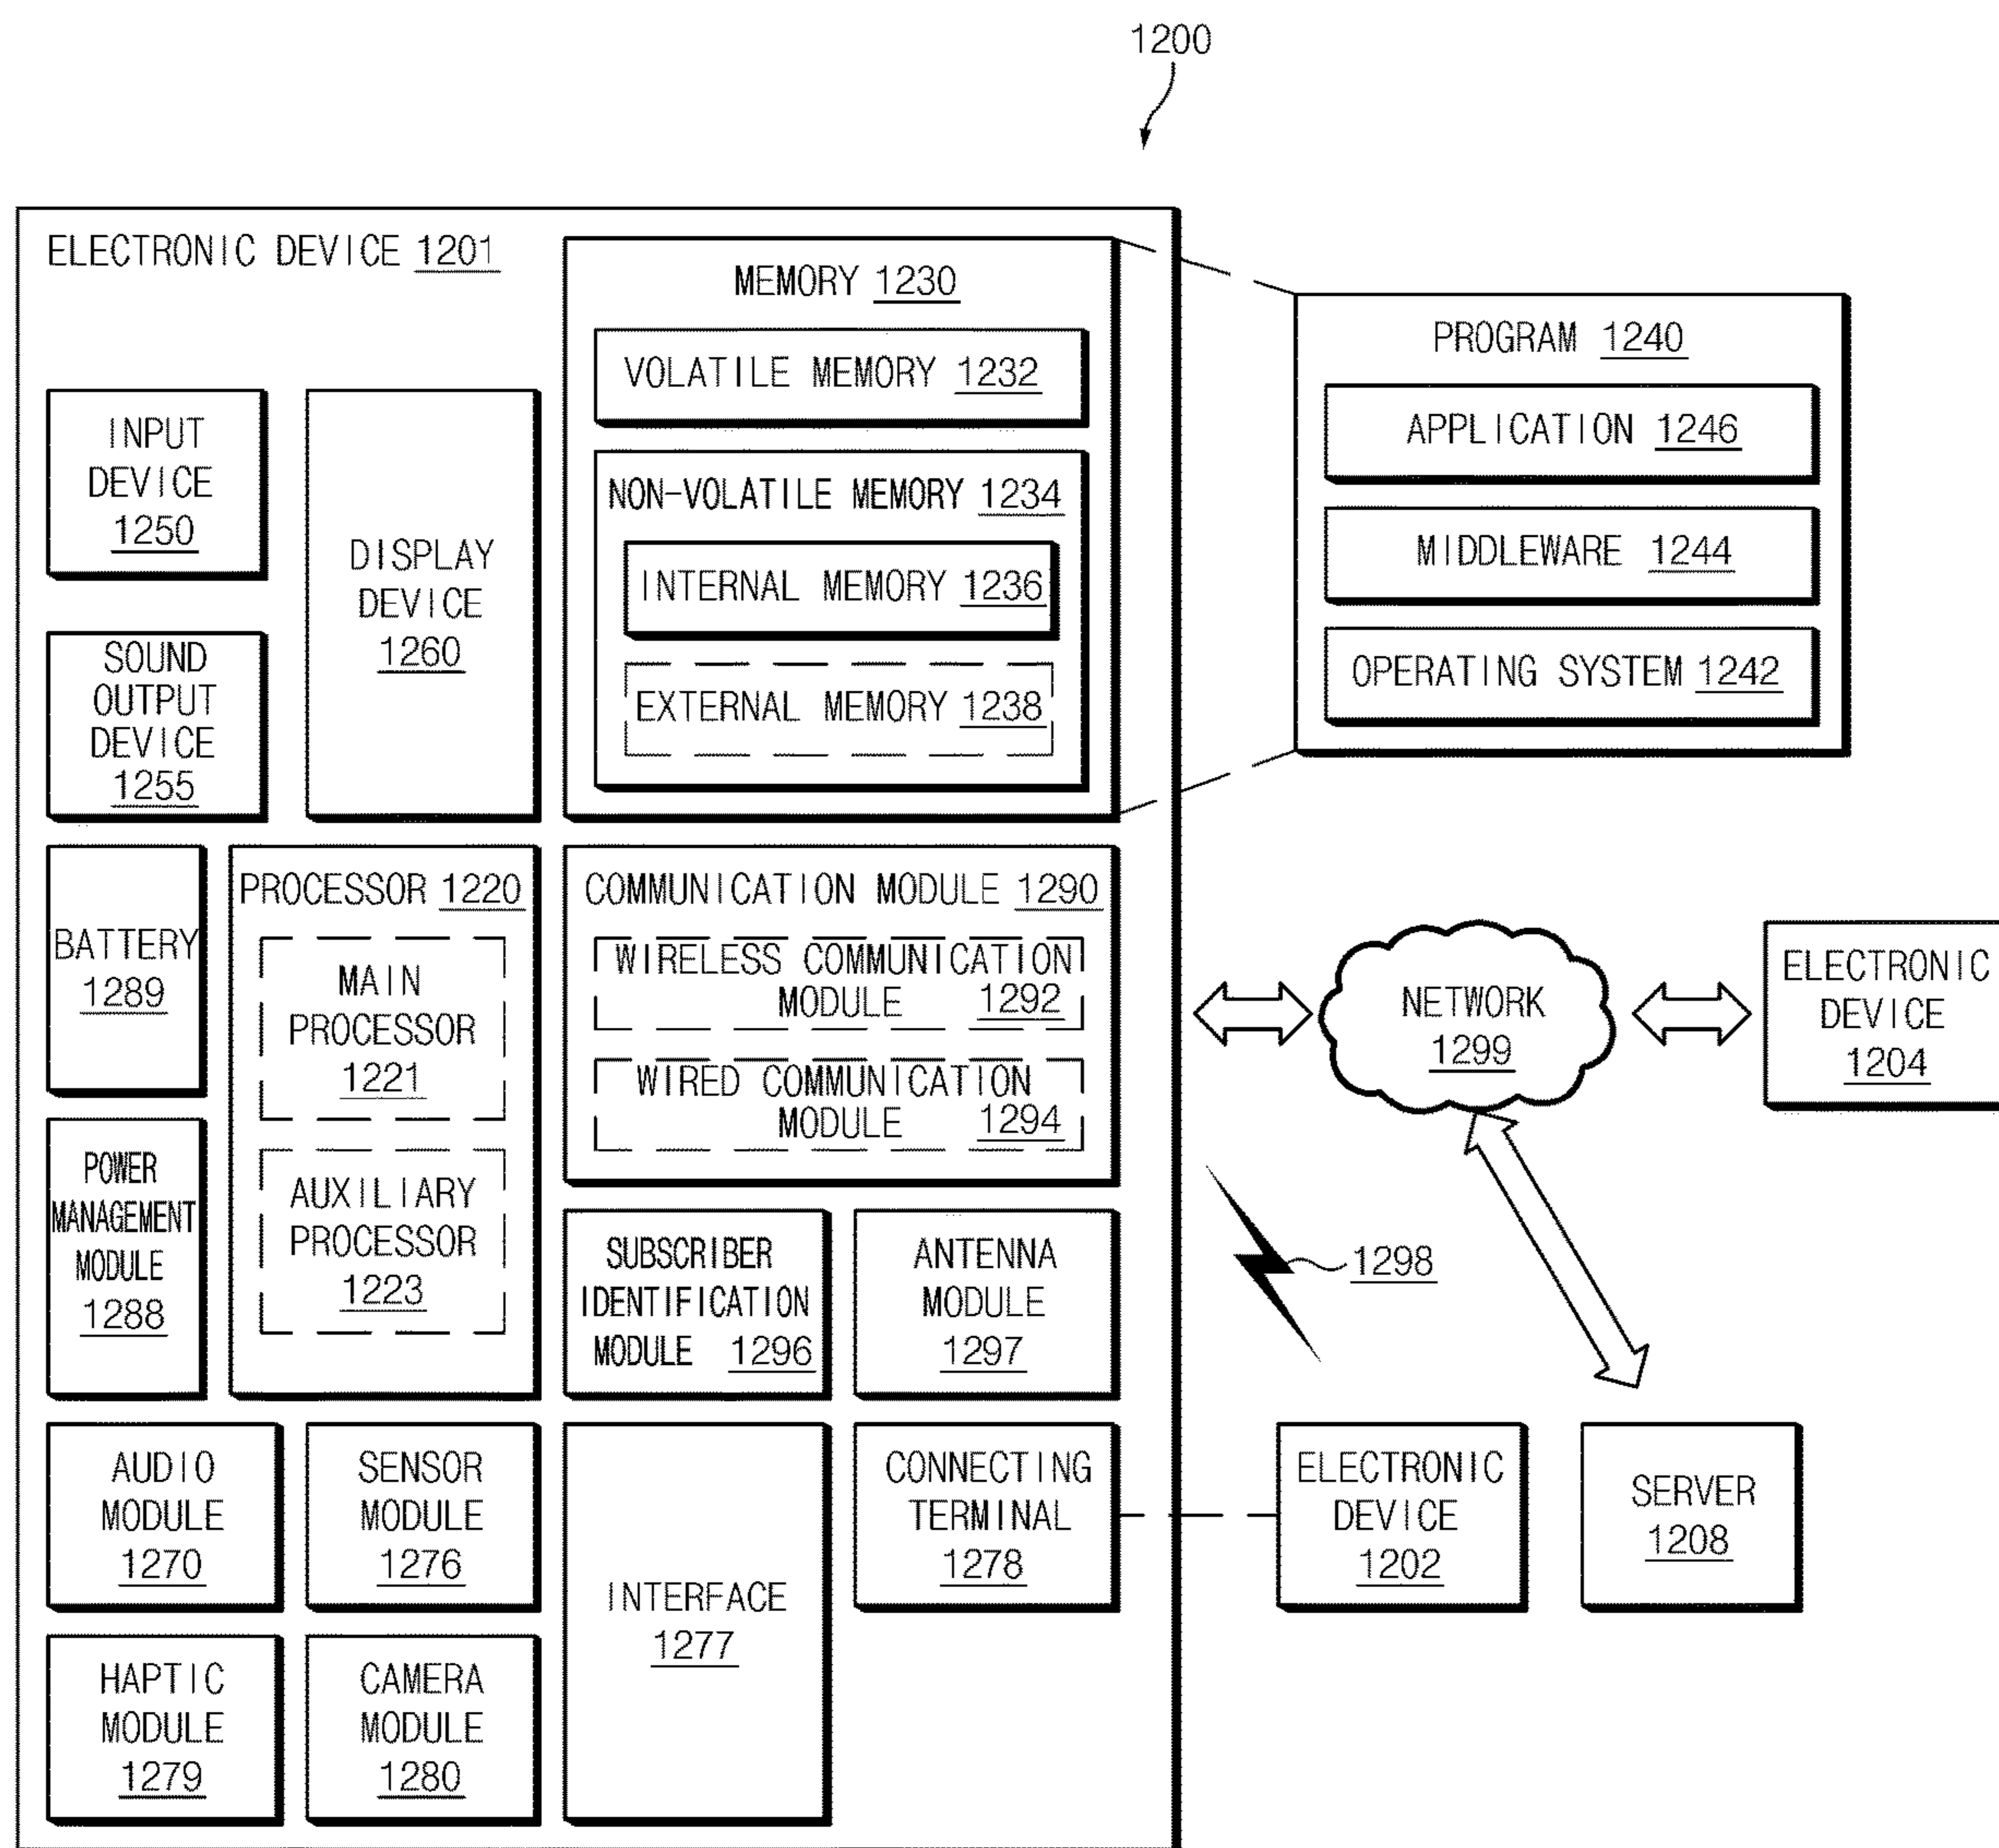 1200
ELECTRONIC DEVICE 1201
MEMORY 1230
VOLATILE MEMORY 1232
NON-VOLATILE MEMORY 1234
INTERNAL MEMORY 1236
EXTERNAL MEMORY 1238
PROGRAM 1240
APPLICATION 1246
MIDDLEWARE 1244
OPERATING SYSTEM 1242
INPUT
DEVICE
1250
DISPLAY
DEVICE
1260
SOUND
OUTPUT
DEVICE
1255
BATTERY
1289
PROCESSOR 1220
MAIN
PROCESSOR
1221
AUXILIARY
PROCESSOR
1223
COMMUNICATION MODULE 1290
WIRELESS COMMUNICATION
MODULE 1292
WIRED COMMUNICATION
MODULE 1294
NETWORK
1299
ELECTRONIC
DEVICE
1204
POWER
MANAGEMENT
MODULE
1288
SUBSCRIBER
IDENTIFICATION
MODULE 1296
ANTENNA
MODULE
1297
1298
AUDIO
MODULE
1270
SENSOR
MODULE
1276
INTERFACE
1277
CONNECTING
TERMINAL
1278
ELECTRONIC
DEVICE
1202
SERVER
1208
HAPTIC
MODULE
1279
CAMERA
MODULE
1280